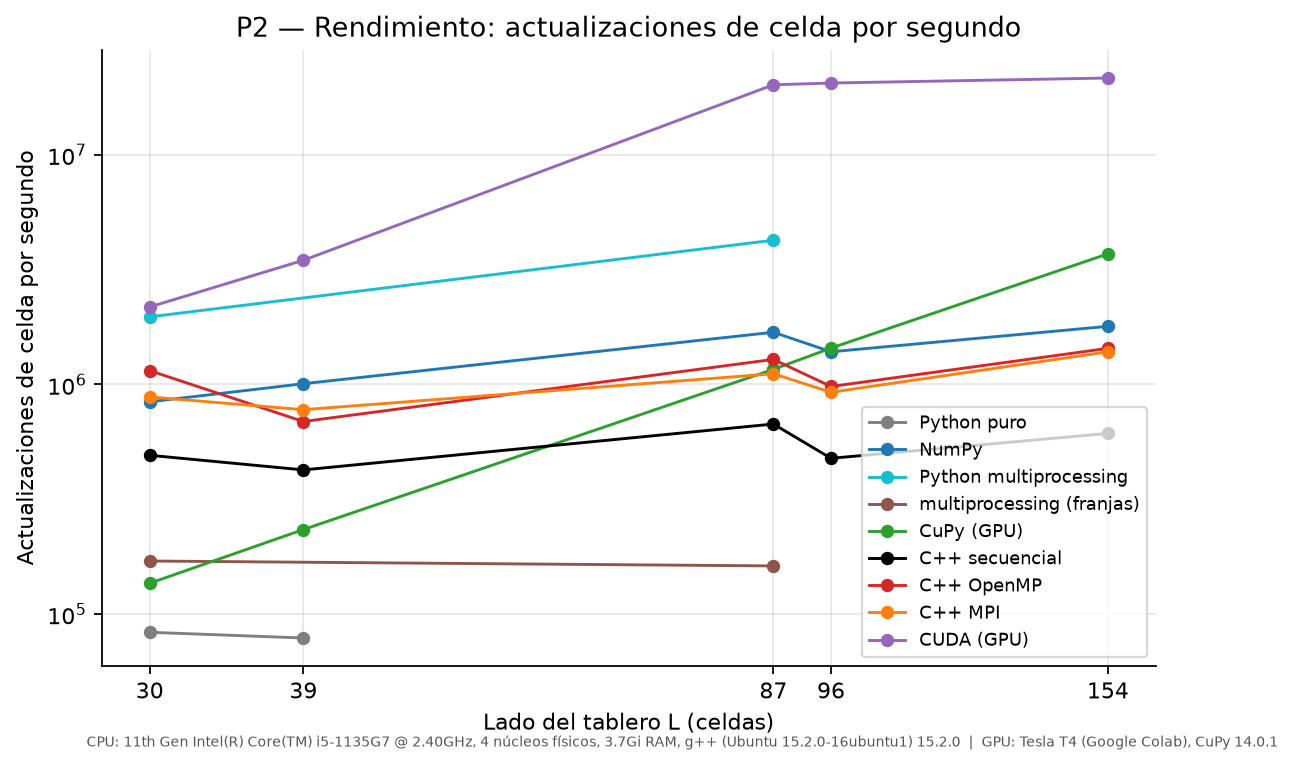 P2 — Rendimiento: actualizaciones de celda por segundo
Actualizaciones de celda por segundo
10^7
10^6
10^5
Python puro
NumPy
Python multiprocessing
multiprocessing (franjas)
CuPy (GPU)
C++ secuencial
C++ OpenMP
C++ MPI
CUDA (GPU)
30 39 87 96 154
Lado del tablero L (celdas)
CPU: 11th Gen Intel(R) Core(TM) i5-1135G7 @ 2.40GHz, 4 núcleos físicos, 3.7Gi RAM, g++ (Ubuntu 15.2.0-16ubuntu1) 15.2.0 | GPU: Tesla T4 (Google Colab), CuPy 14.0.1